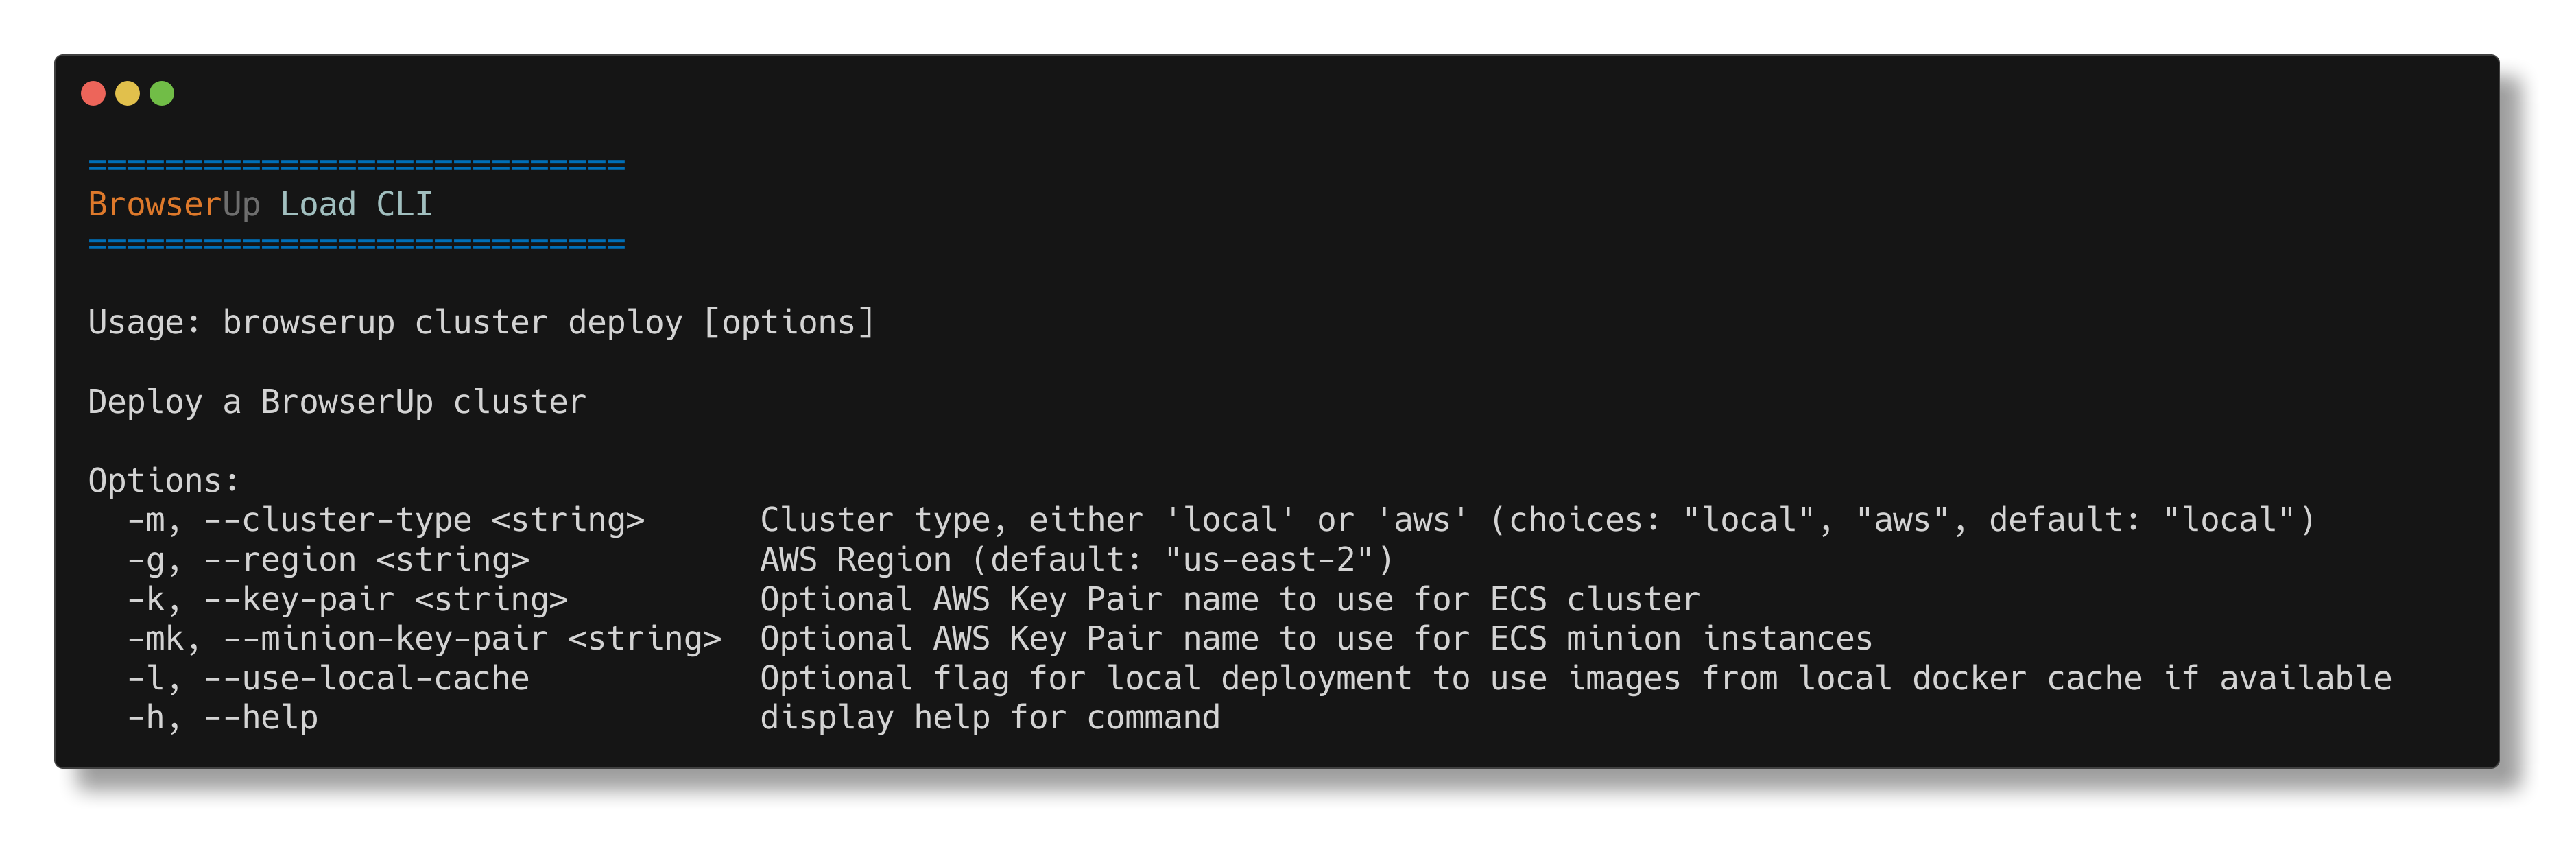 ============================
BrowserUp Load CLI
============================
Usage: browserup cluster deploy [options]
Deploy a BrowserUp cluster
Options:
-m, --cluster-type <string> Cluster type, either 'local' or 'aws' (choices: "local", "aws", default: "local")
-g, --region <string> AWS Region (default: "us-east-2")
-k, --key-pair <string> Optional AWS Key Pair name to use for ECS cluster
-mk, --minion-key-pair <string> Optional AWS Key Pair name to use for ECS minion instances
-l, --use-local-cache Optional flag for local deployment to use images from local docker cache if available
-h, --help display help for command